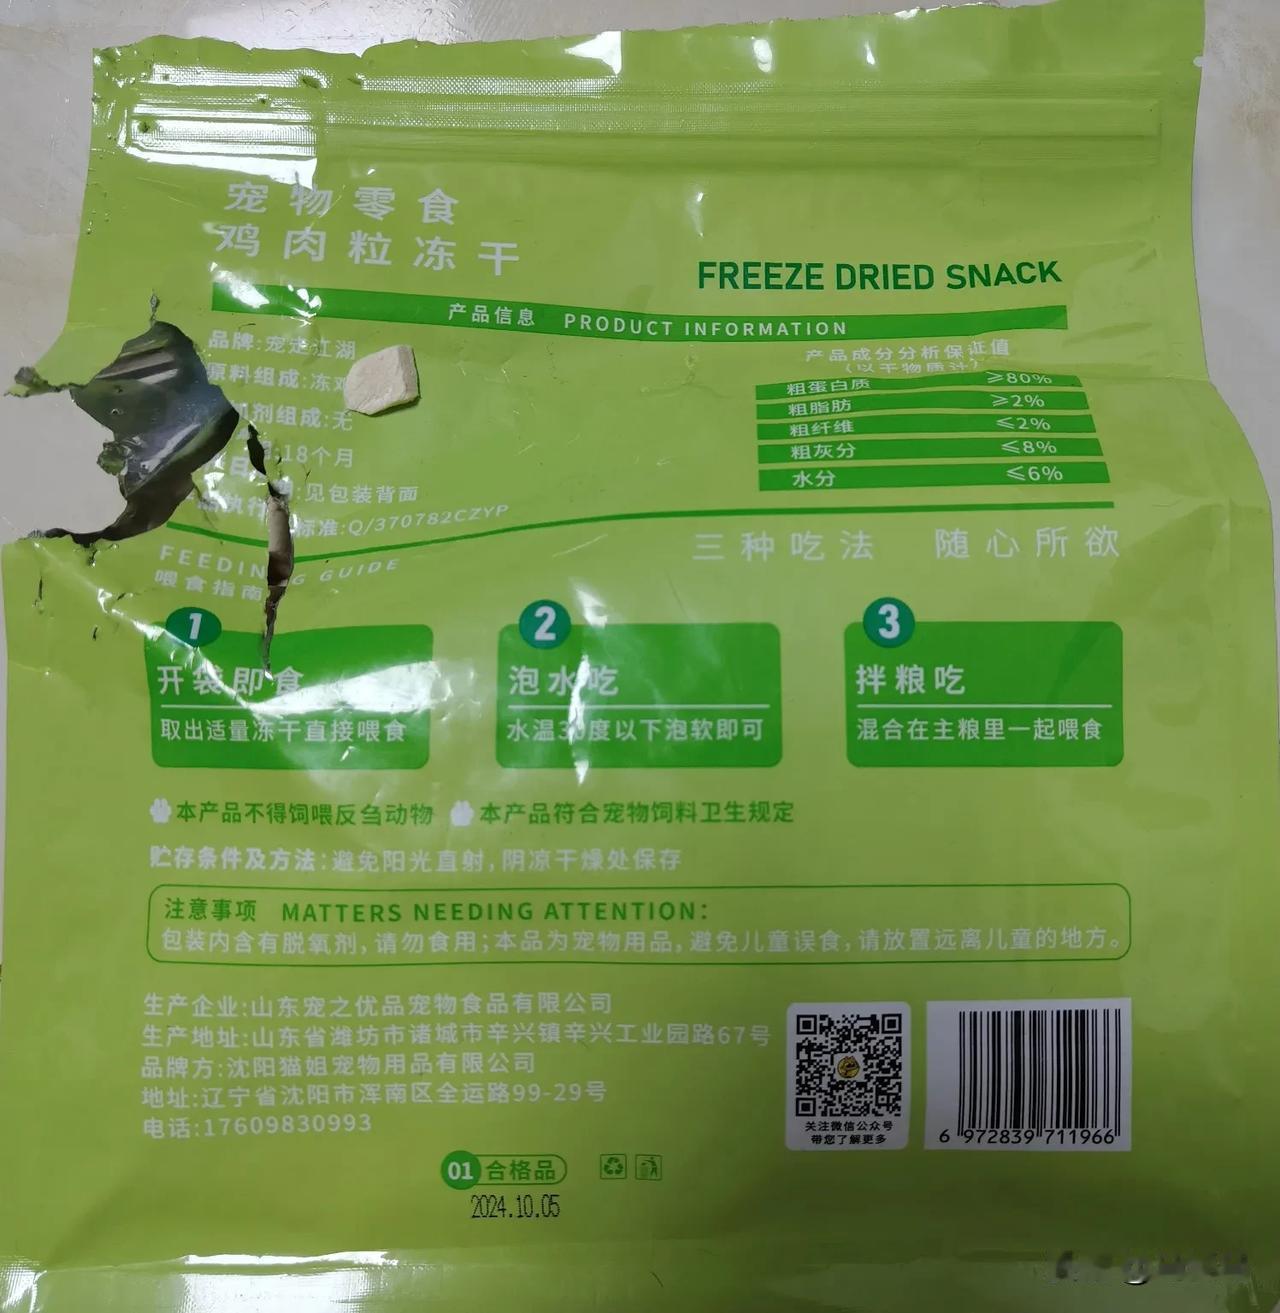 宠物零食
鸡肉粒冻干
FREEZE DRIED SNACK
产品信息 PRODUCT INFORMATION
品牌:宠走江湖
原料组成:冻鸡
剂组成:无
:18个月
日
:见包装背面
执行 标准:Q/370782CZYP
产品成分分析保证值
(以干物质计)
粗蛋白质 ≥80%
粗脂肪 ≥2%
粗纤维 ≤2%
粗灰分 ≤8%
水分 ≤6%
三种吃法 随心所欲
FEEDING GUIDE
喂食指南
1
开袋即食
取出适量冻干直接喂食
2
泡水吃
水温30度以下泡软即可
3
拌粮吃
混合在主粮里一起喂食
本产品不得饲喂反刍动物 本产品符合宠物饲料卫生规定
贮存条件及方法:避免阳光直射,阴凉干燥处保存
注意事项 MATTERS NEEDING ATTENTION:
包装内含有脱氧剂,请勿食用;本品为宠物用品,避免儿童误食,请放置远离儿童的地方。
生产企业:山东宠之优品宠物食品有限公司
生产地址:山东省潍坊市诸城市辛兴镇辛兴工业园路67号
品牌方:沈阳猫姐宠物用品有限公司
地址:辽宁省沈阳市浑南区全运路99-29号
电话:17609830993
关注微信公众号
带您了解更多
6 972839 711966
01 合格品
2024.10.05